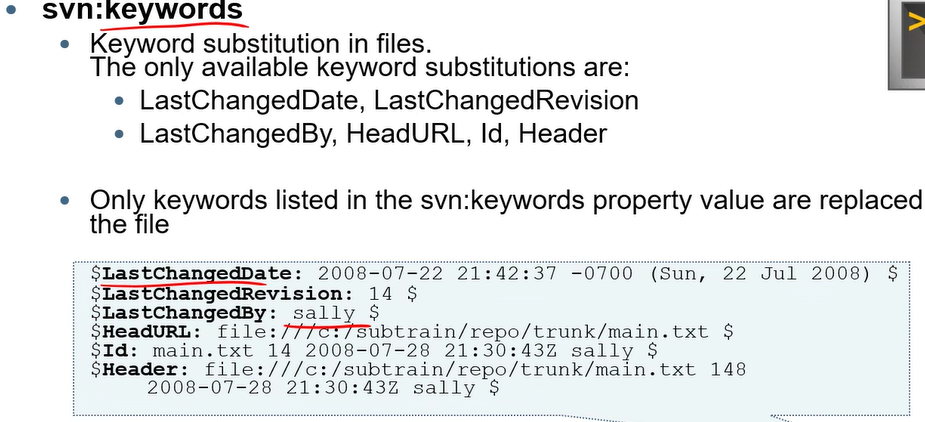 svn:keywords
Keyword substitution in files.
The only available keyword substitutions are:
LastChangedDate, LastChangedRevision
LastChangedBy, HeadURL, Id, Header
Only keywords listed in the svn:keywords property value are replaced
the file
$LastChangedDate: 2008-07-22 21:42:37 -0700 (Sun, 22 Jul 2008) $
$LastChangedRevision: 14 $
$LastChangedBy: sally $
$HeadURL: file:///c:/subtrain/repo/trunk/main.txt $
$Id: main.txt 14 2008-07-28 21:30:43Z sally $
$Header: file:///c:/subtrain/repo/trunk/main.txt 148
2008-07-28 21:30:43Z sally $